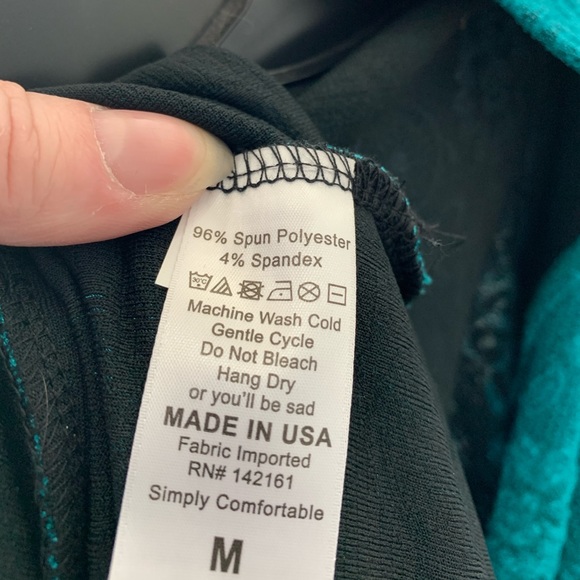 96% Spun Polyester
4% Spandex
30°C
Machine Wash Cold
Gentle Cycle
Do Not Bleach
Hang Dry
or you'll be sad
MADE IN USA
Fabric Imported
RN# 142161
Simply Comfortable
M